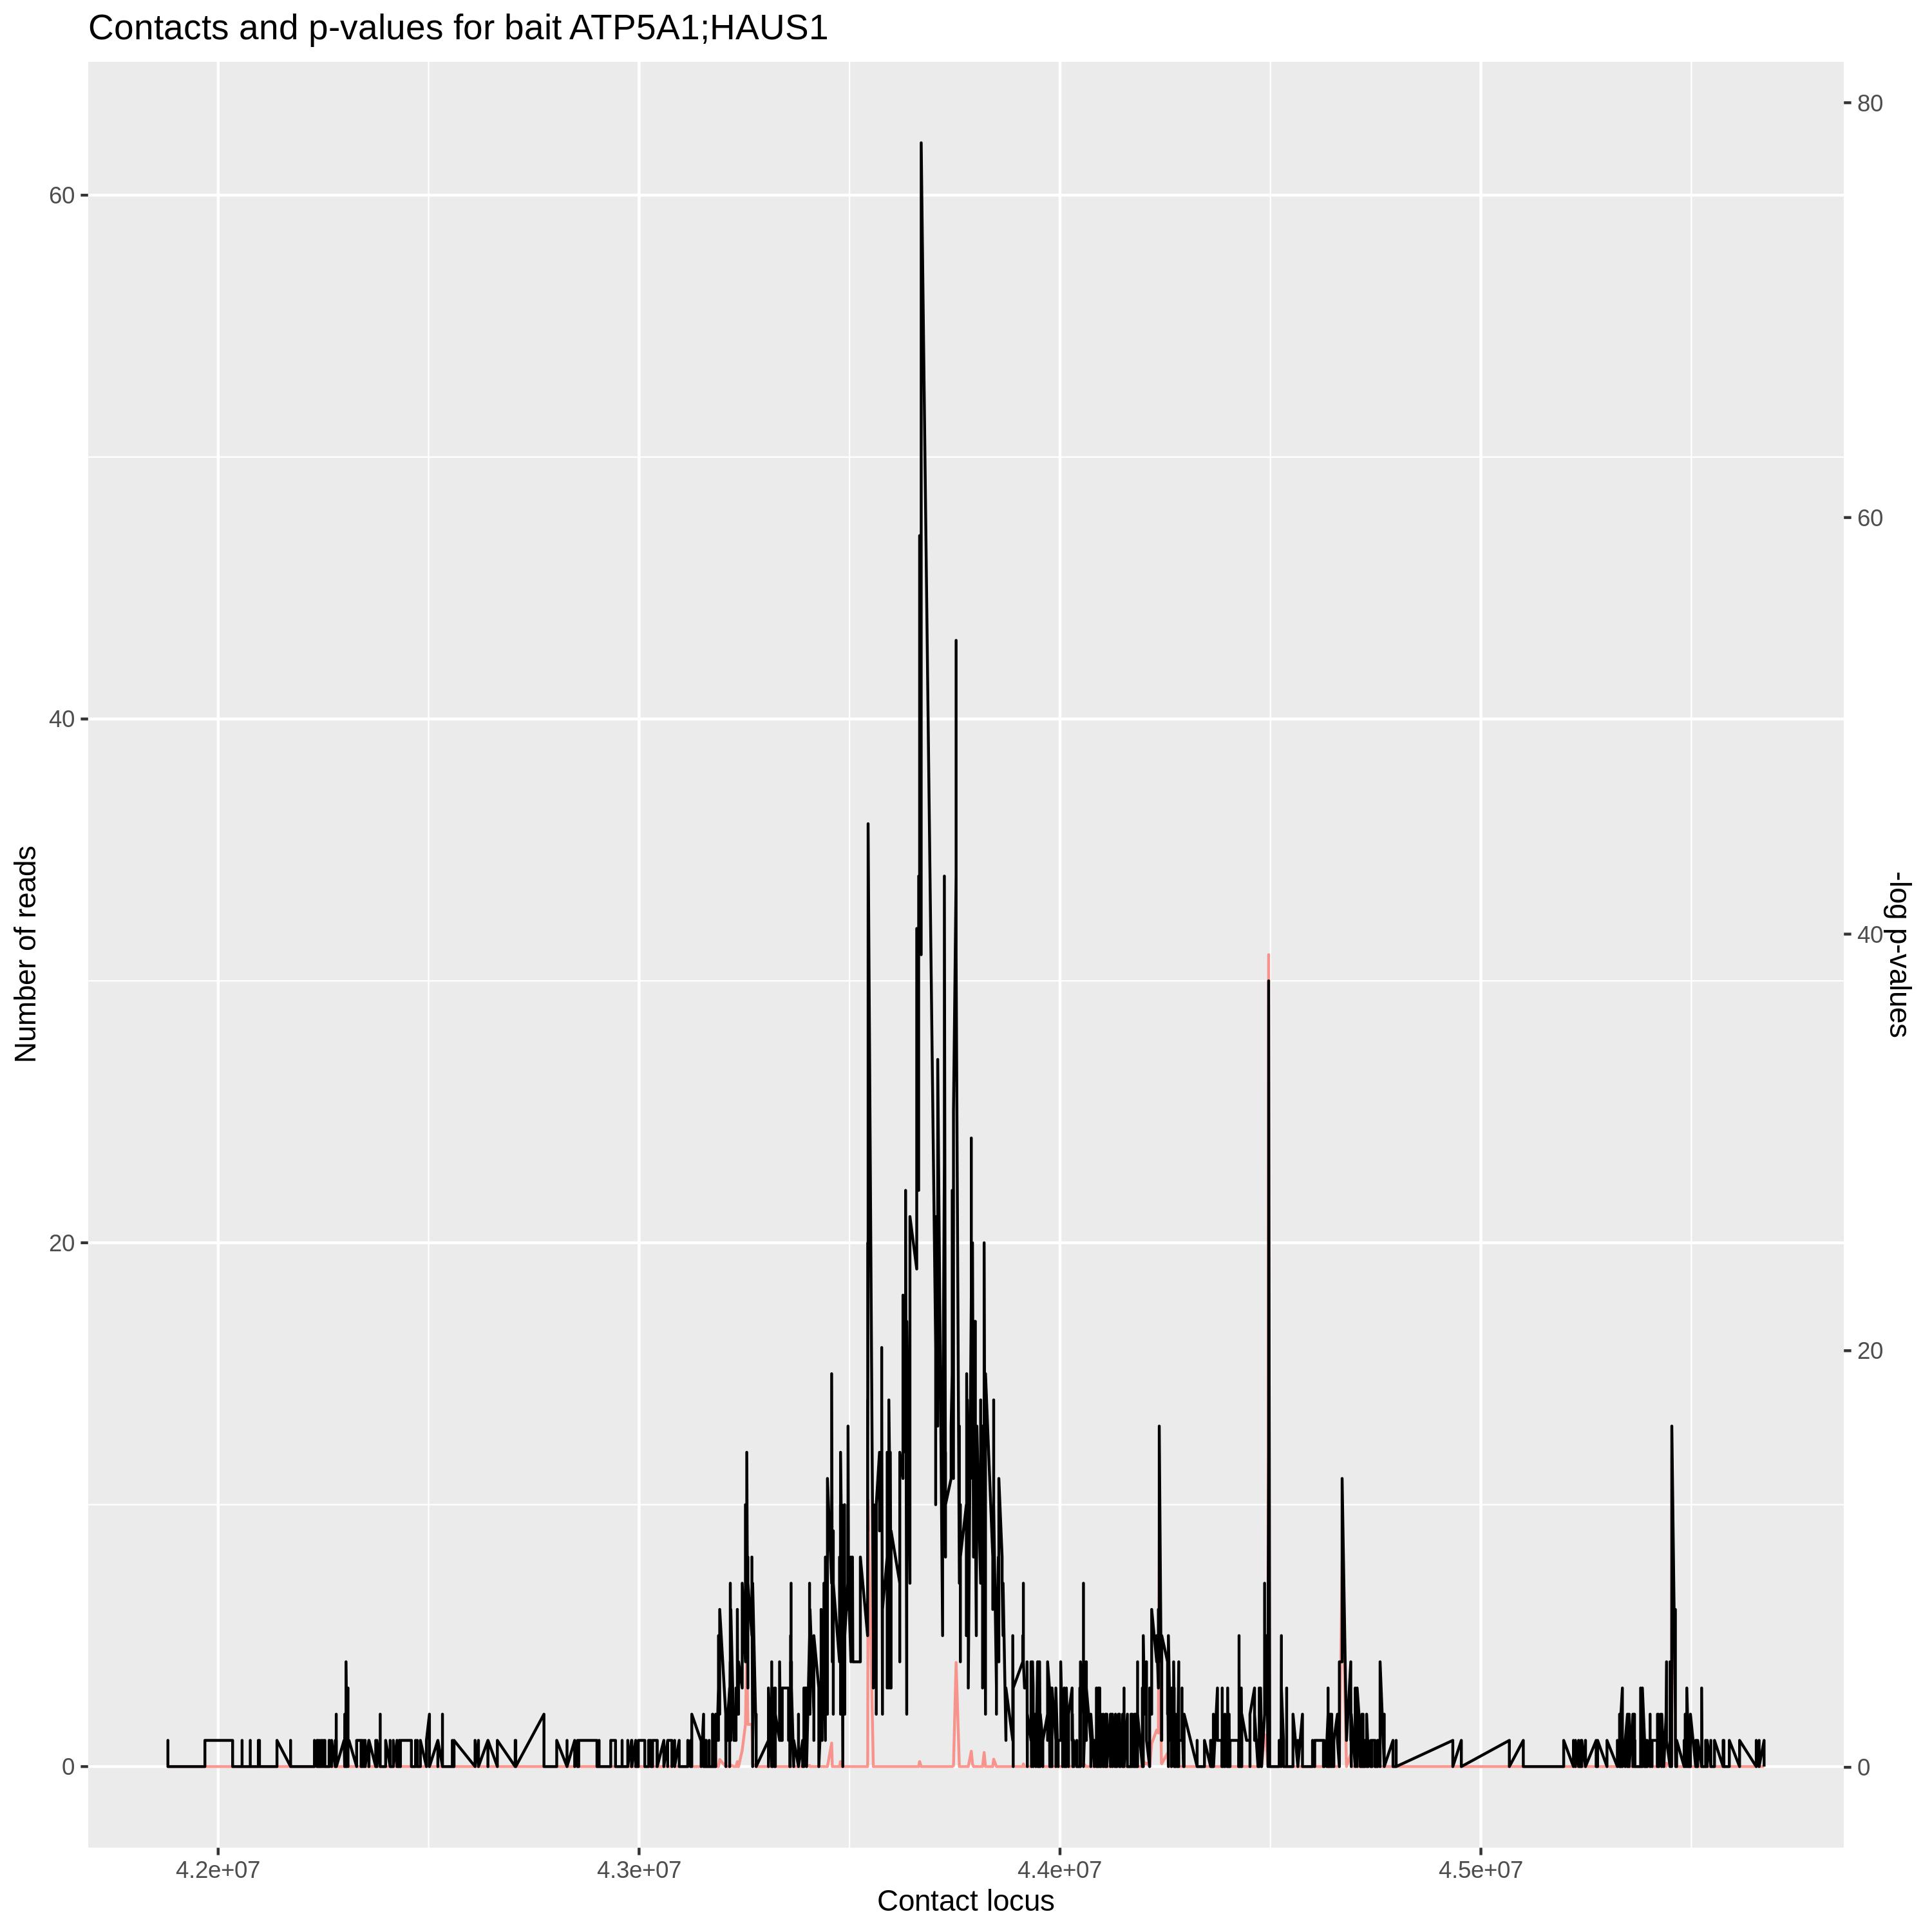 Contacts and p-values for bait ATP5A1;HAUS1
80
60
60
40
40
20
20
0
0
Number of reads
-log p-values
4.2e+07
4.3e+07
4.4e+07
4.5e+07
Contact locus